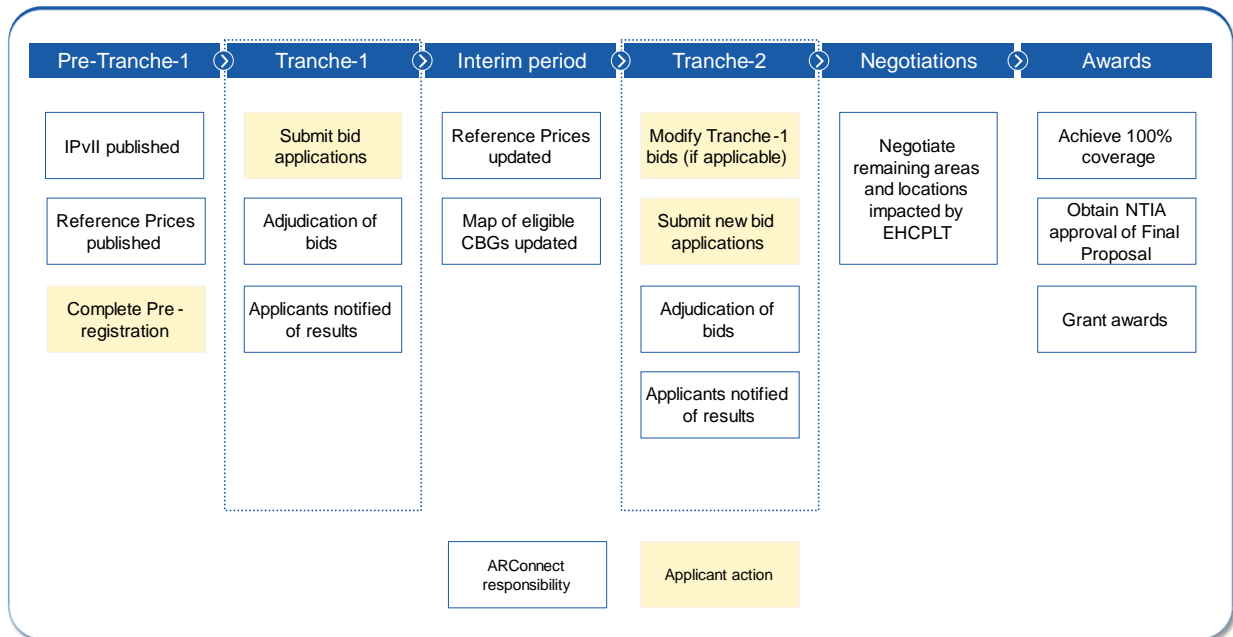 Pre-Tranche-1
Tranche-1
Interim period
Tranche-2
Negotiations
Awards
IPvII published
Reference Prices
published
Complete Pre-
registration
Submit bid
applications
Adjudication of
bids
Applicants notified
of results
Reference Prices
updated
Map of eligible
CBGs updated
Modify Tranche-1
bids (if applicable)
Submit new bid
applications
Adjudication of
bids
Applicants notified
of results
Negotiate
remaining areas
and locations
impacted by
EHCPLT
Achieve 100%
coverage
Obtain NTIA
approval of Final
Proposal
Grant awards
ARConnect
responsibility
Applicant action